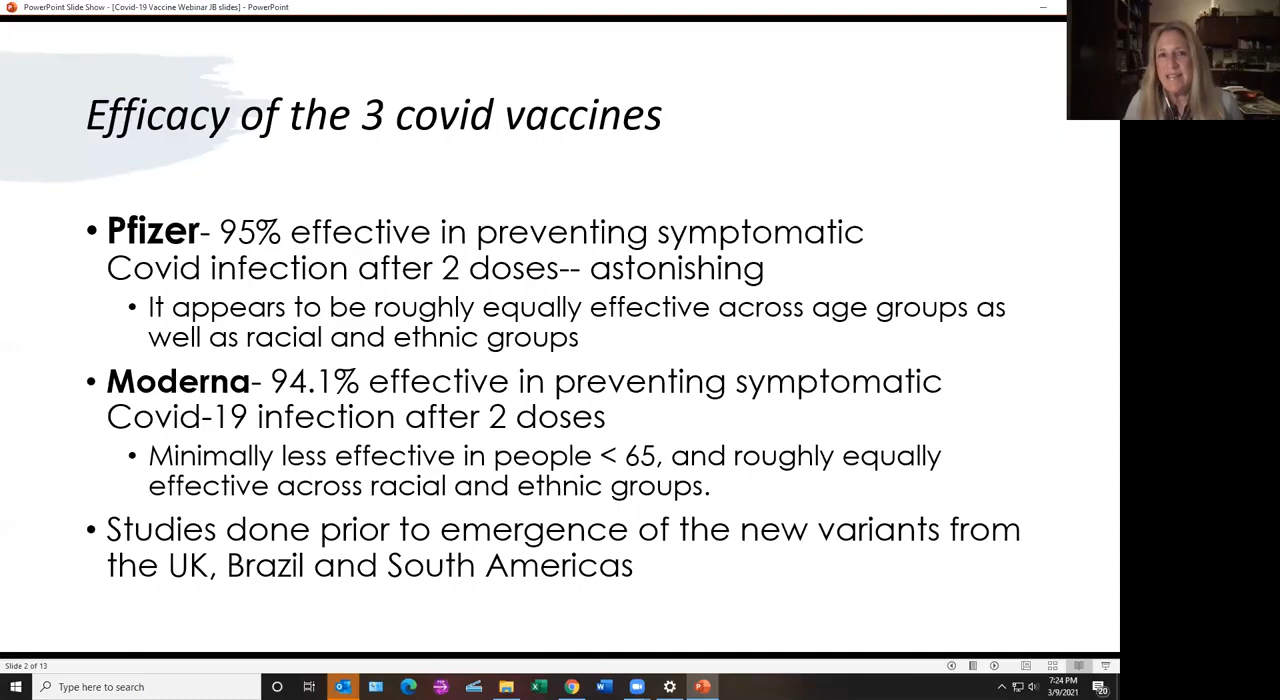 PowerPoint Slide Show - [Covid-19 Vaccine Webinar JB slides] - PowerPoint
Efficacy of the 3 covid vaccines
• Pfizer- 95% effective in preventing symptomatic
Covid infection after 2 doses-- astonishing
• It appears to be roughly equally effective across age groups as
well as racial and ethnic groups
• Moderna- 94.1% effective in preventing symptomatic
Covid-19 infection after 2 doses
• Minimally less effective in people < 65, and roughly equally
effective across racial and ethnic groups.
• Studies done prior to emergence of the new variants from
the UK, Brazil and South Americas
Slide 2 of 13
Type here to search
7:24 PM
3/9/2021
20